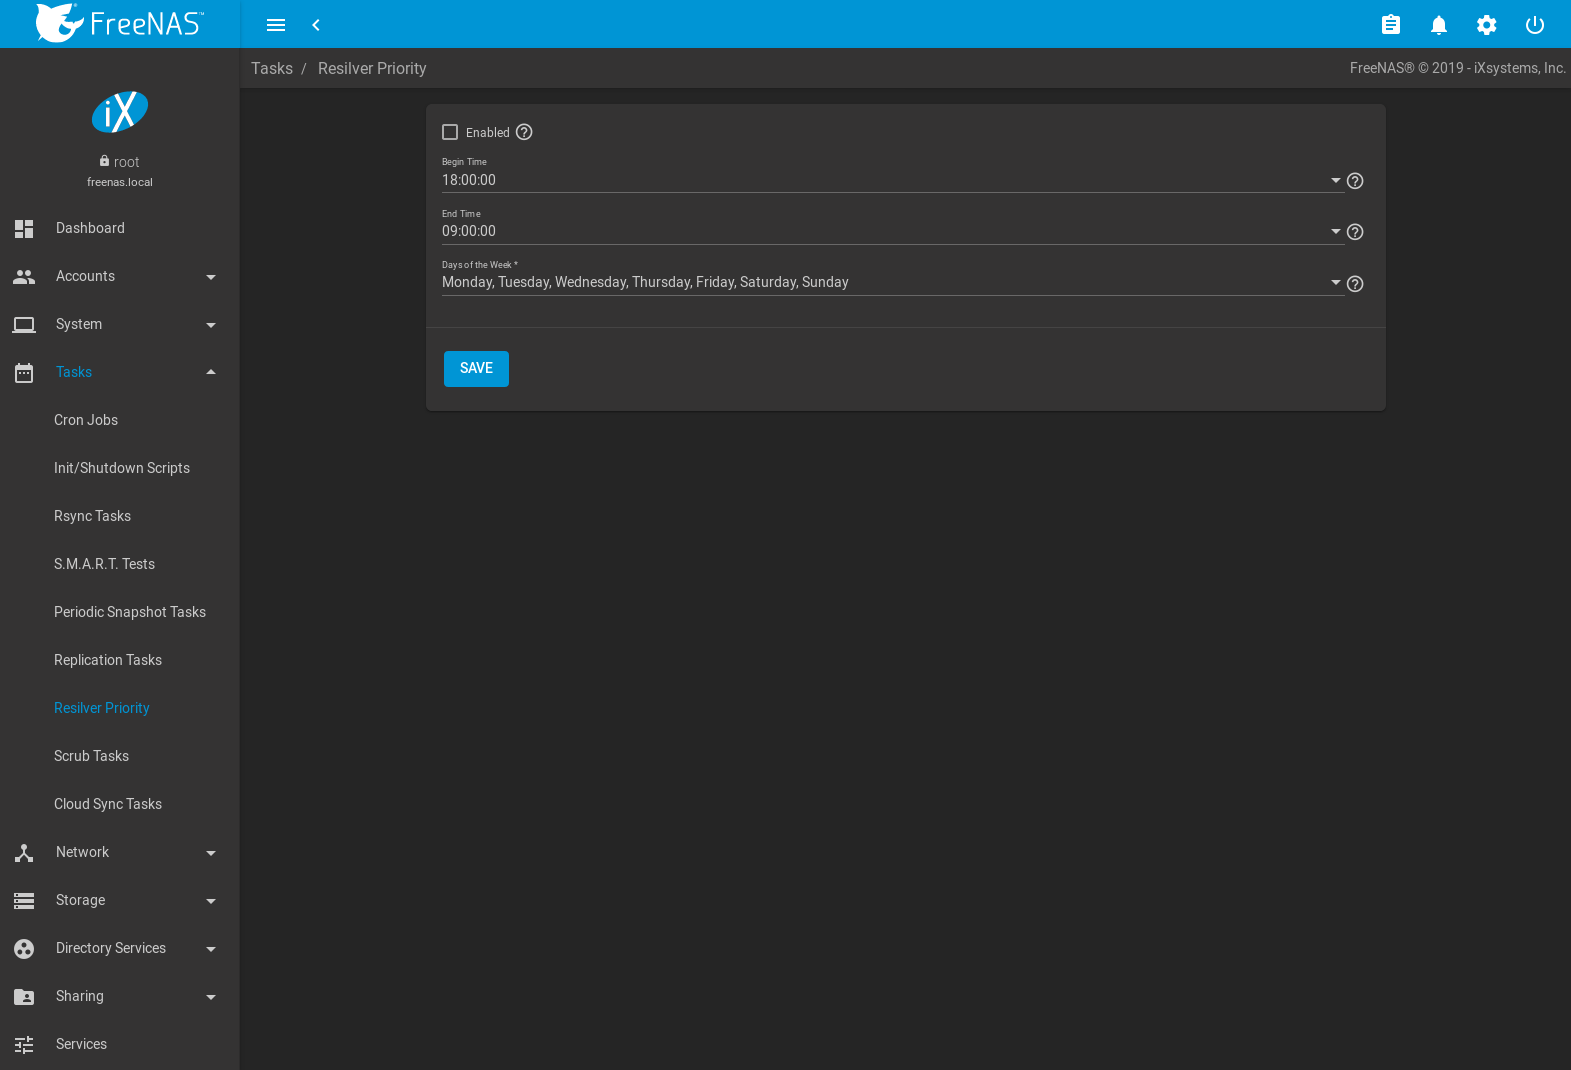 FreeNAS™
Tasks / Resilver Priority
FreeNAS® © 2019 - iXsystems, Inc.
iX
root
freenas.local
Dashboard
Accounts
System
Tasks
Cron Jobs
Init/Shutdown Scripts
Rsync Tasks
S.M.A.R.T. Tests
Periodic Snapshot Tasks
Replication Tasks
Resilver Priority
Scrub Tasks
Cloud Sync Tasks
Network
Storage
Directory Services
Sharing
Services
Enabled
Begin Time
18:00:00
End Time
09:00:00
Days of the Week *
Monday, Tuesday, Wednesday, Thursday, Friday, Saturday, Sunday
SAVE